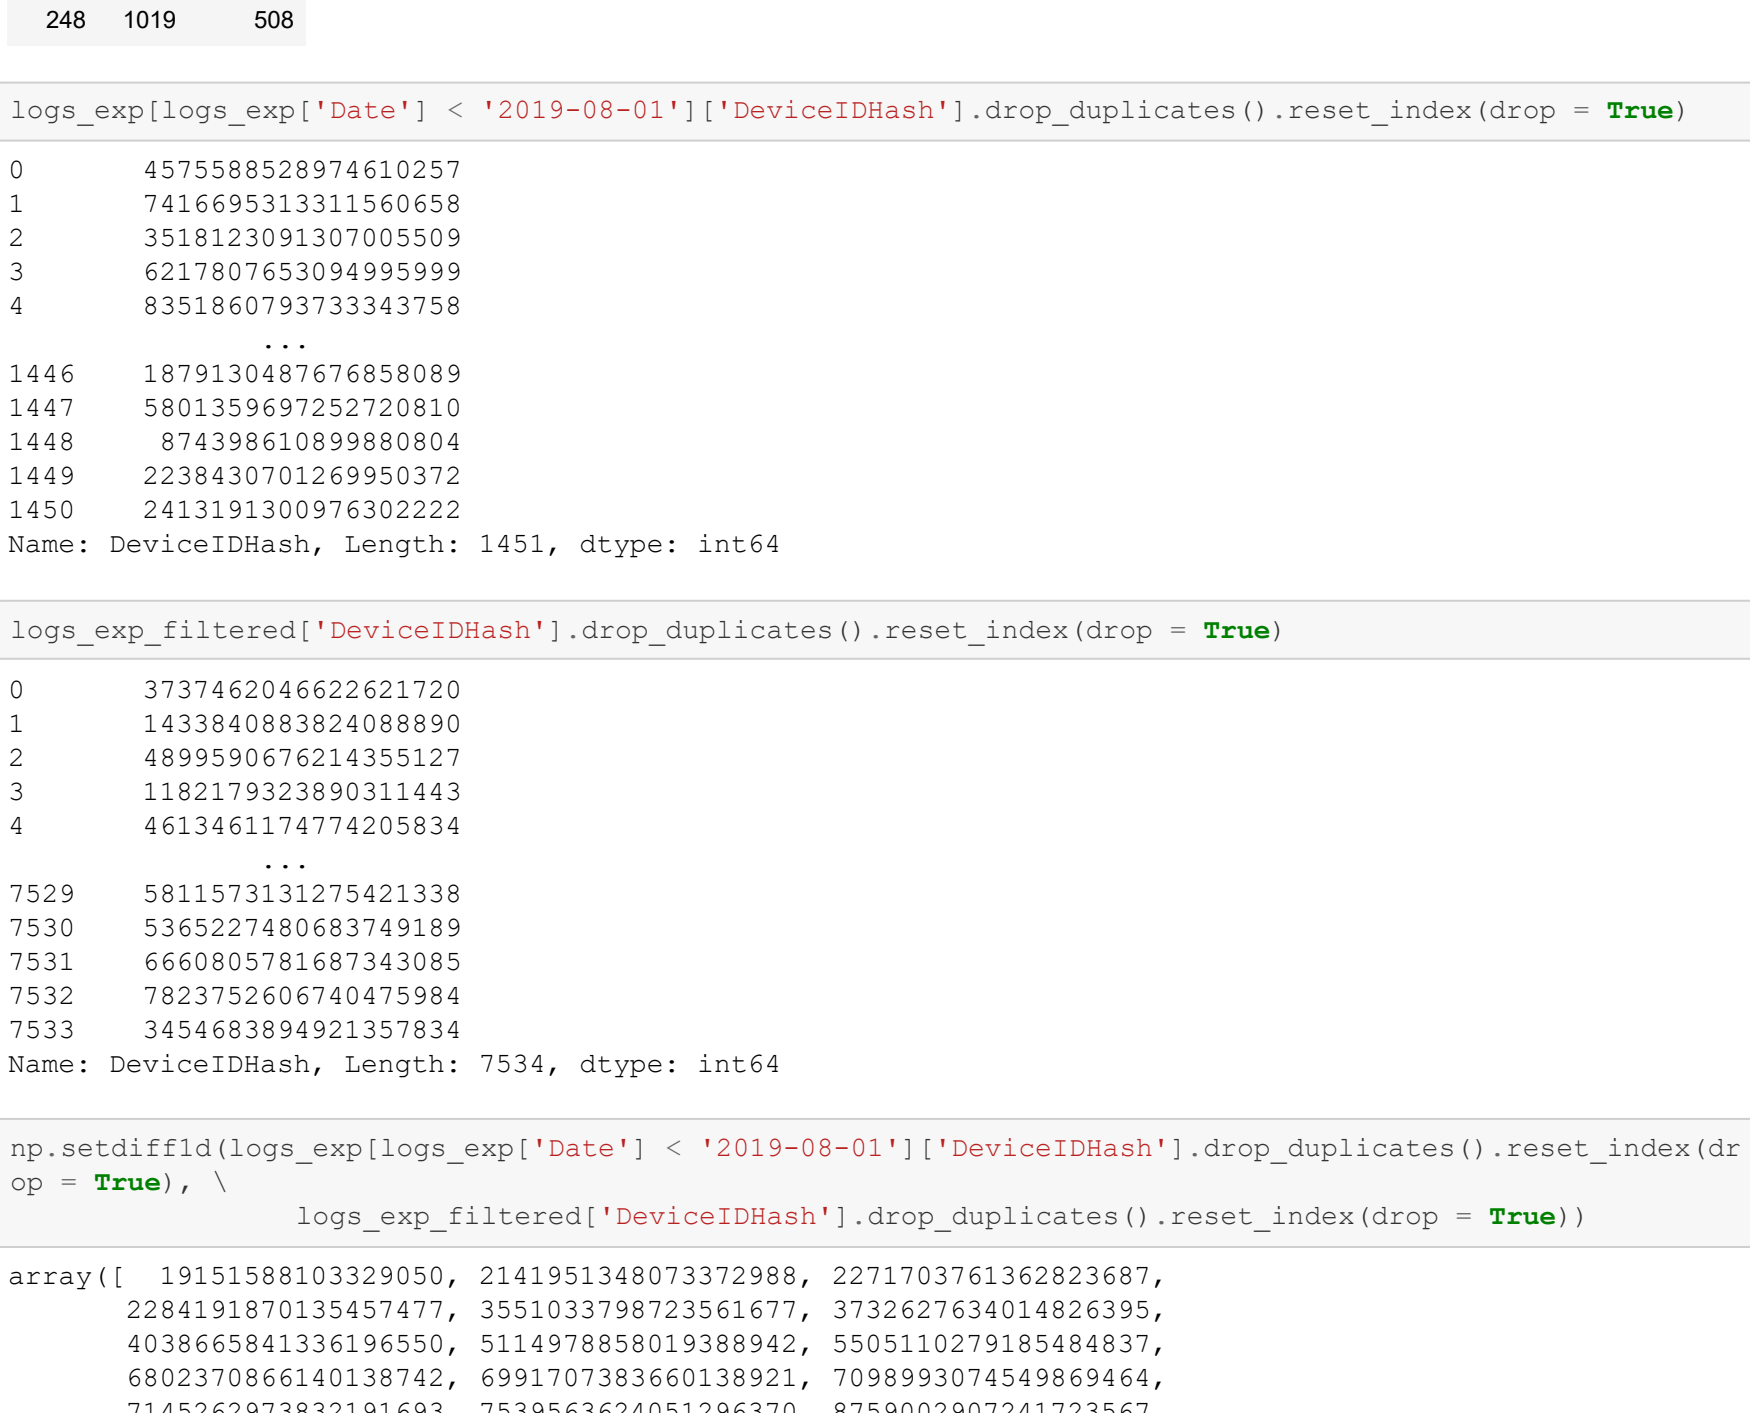 248 1019 508
logs_exp[logs_exp['Date'] < '2019-08-01']['DeviceIDHash'].drop_duplicates().reset_index(drop = True)
0 4575588528974610257
1 7416695313311560658
2 3518123091307005509
3 6217807653094995999
4 8351860793733343758
...
1446 1879130487676858089
1447 5801359697252720810
1448 874398610899880804
1449 2238430701269950372
1450 2413191300976302222
Name: DeviceIDHash, Length: 1451, dtype: int64
logs_exp_filtered['DeviceIDHash'].drop_duplicates().reset_index(drop = True)
0 3737462046622621720
1 1433840883824088890
2 4899590676214355127
3 1182179323890311443
4 4613461174774205834
...
7529 5811573131275421338
7530 5365227480683749189
7531 6660805781687343085
7532 7823752606740475984
7533 3454683894921357834
Name: DeviceIDHash, Length: 7534, dtype: int64
np.setdiff1d(logs_exp[logs_exp['Date'] < '2019-08-01']['DeviceIDHash'].drop_duplicates().reset_index(dr
op = True), \
logs_exp_filtered['DeviceIDHash'].drop_duplicates().reset_index(drop = True))
array([ 19151588103329050, 2141951348073372988, 2271703761362823687,
2284191870135457477, 3551033798723561677, 3732627634014826395,
4038665841336196550, 5114978858019388942, 5505110279185484837,
6802370866140138742, 6991707383660138921, 7098993074549869464,
7145262973832191693, 7539563624051296370, 8759002907241723567